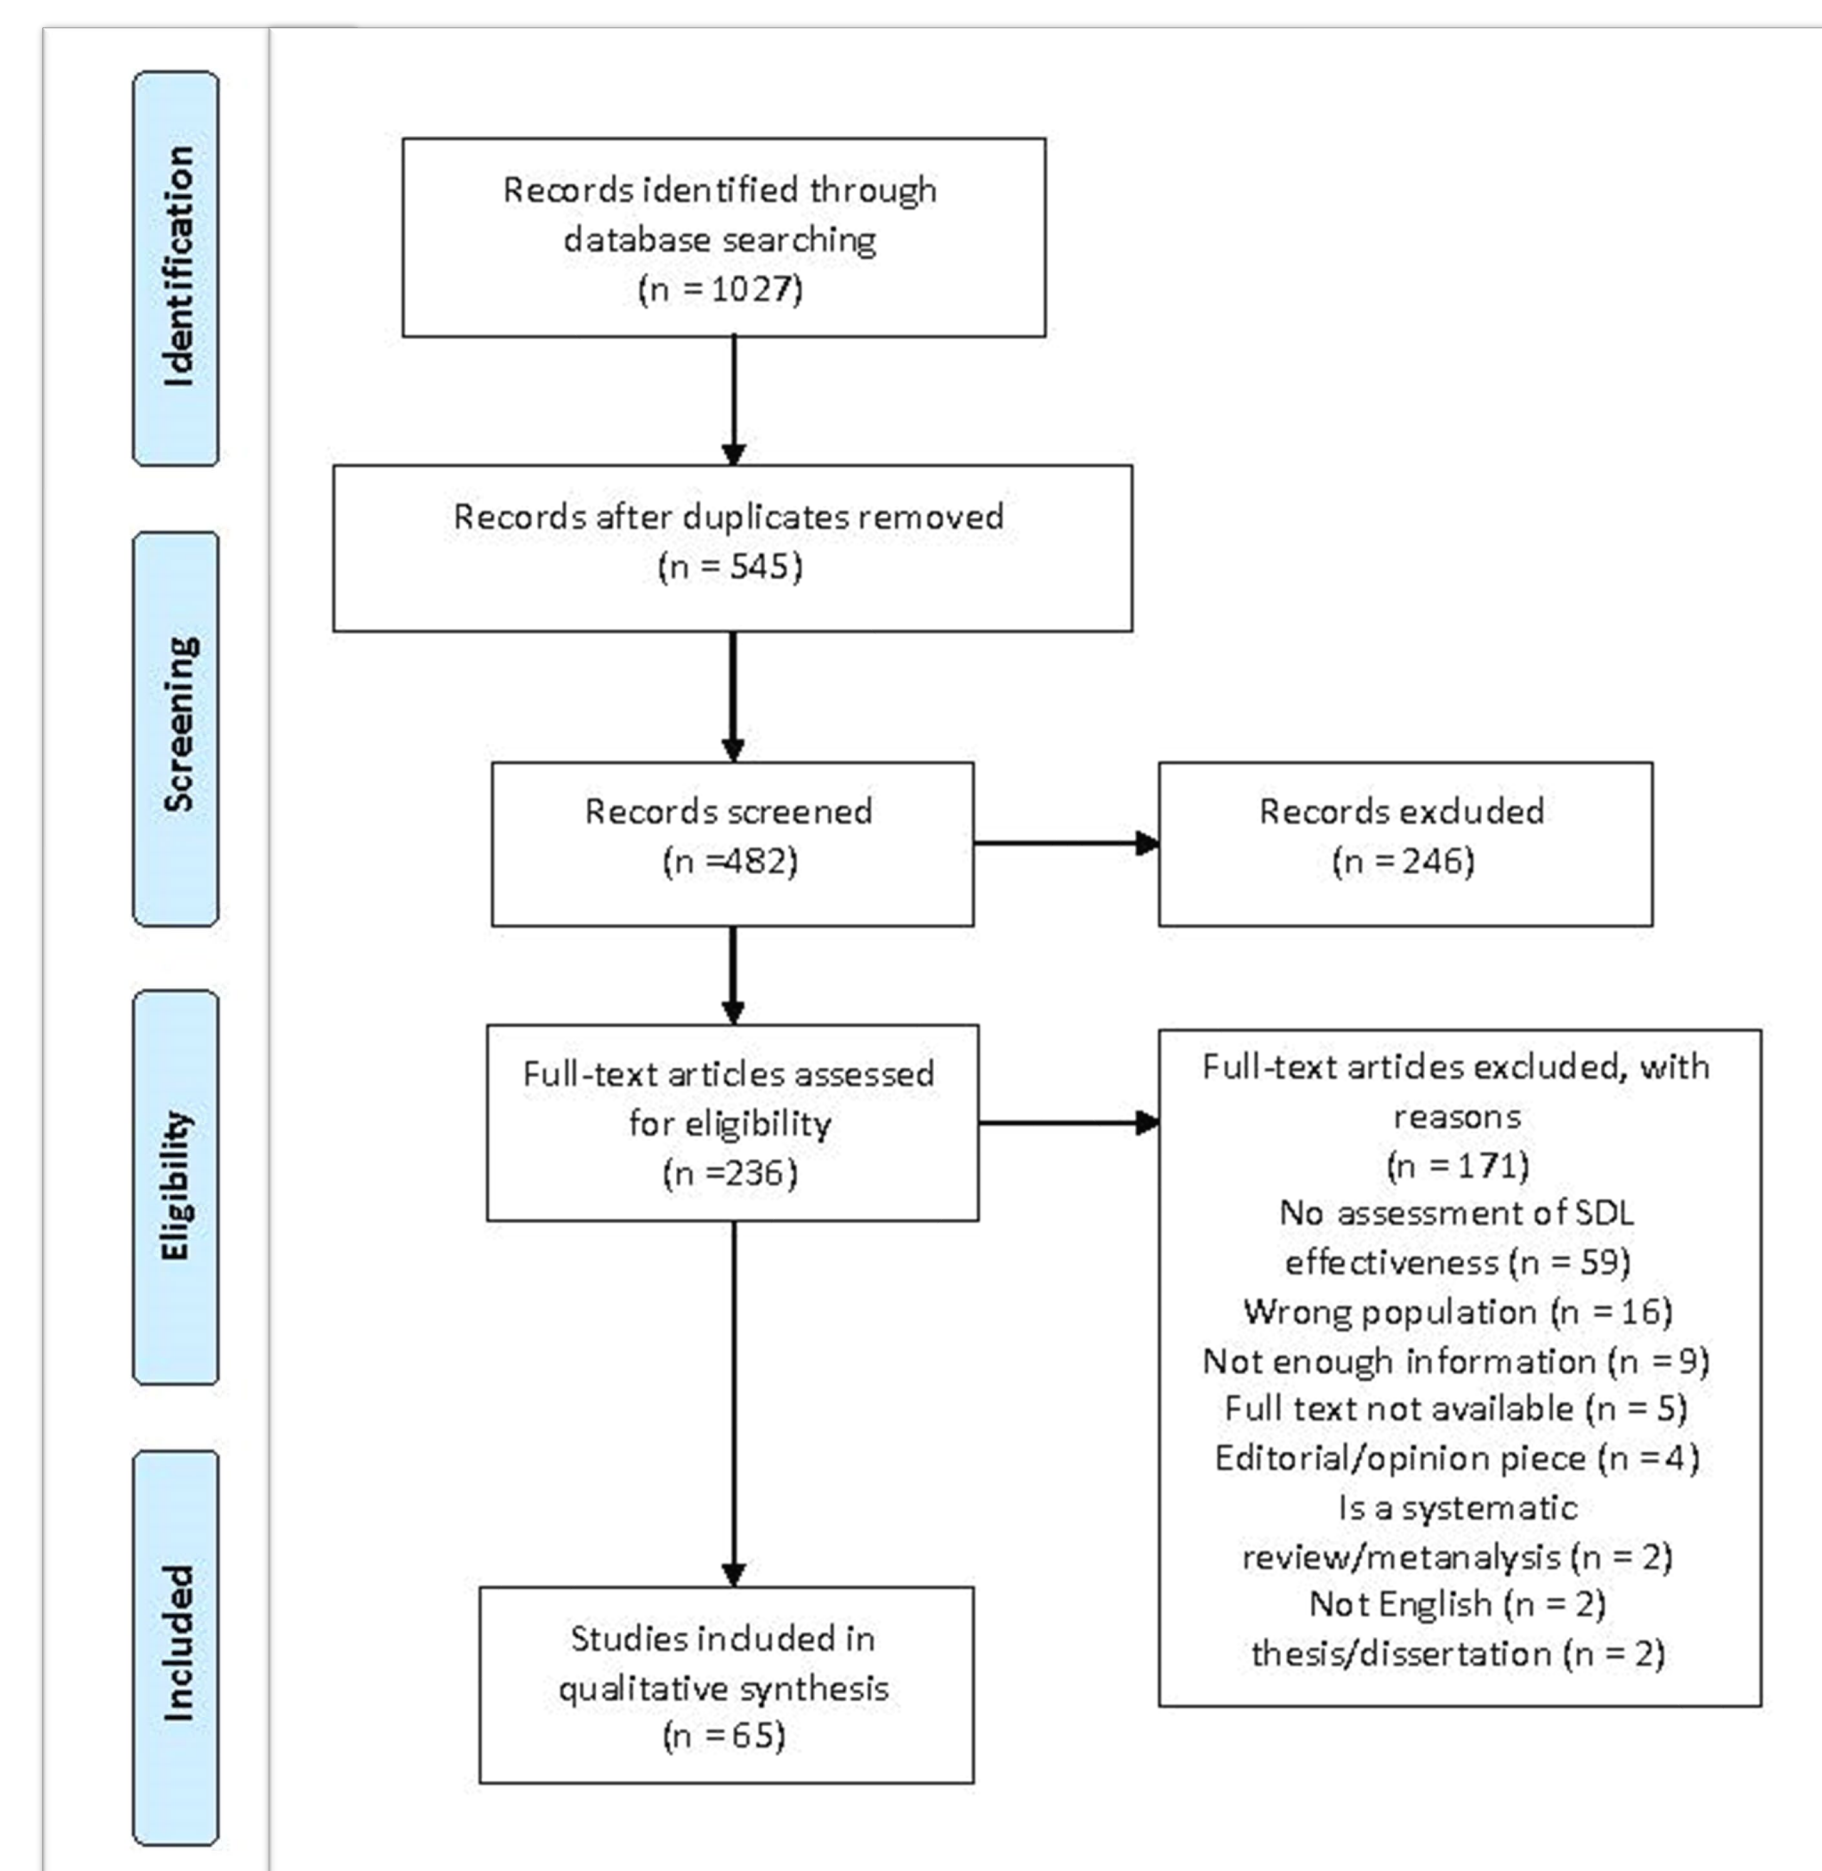 Identification
Records identified through
database searching
(n = 1027)
Records after duplicates removed
(n = 545)
Screening
Records screened
(n =482)
Records excluded
(n = 246)
Eligibility
Full-text articles assessed
for eligibility
(n =236)
Full-text articles excluded, with
reasons
(n = 171)
No assessment of SDL
effectiveness (n = 59)
Wrong population (n = 16)
Not enough information (n = 9)
Full text not available (n = 5)
Editorial/opinion piece (n = 4)
Is a systematic
review/metanalysis (n = 2)
Not English (n = 2)
thesis/dissertation (n = 2)
Included
Studies included in
qualitative synthesis
(n = 65)